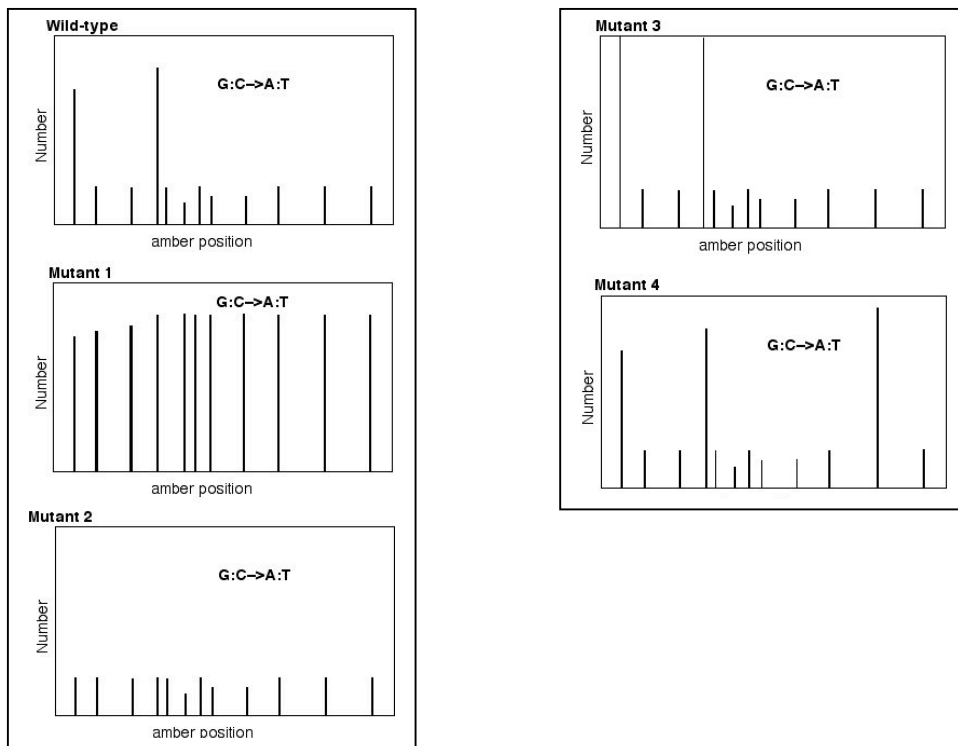 Wild-type
G:C–>A:T
Number
amber position
Mutant 1
G:C–>A:T
Number
amber position
Mutant 2
G:C–>A:T
Number
amber position
Mutant 3
G:C–>A:T
Number
amber position
Mutant 4
G:C–>A:T
Number